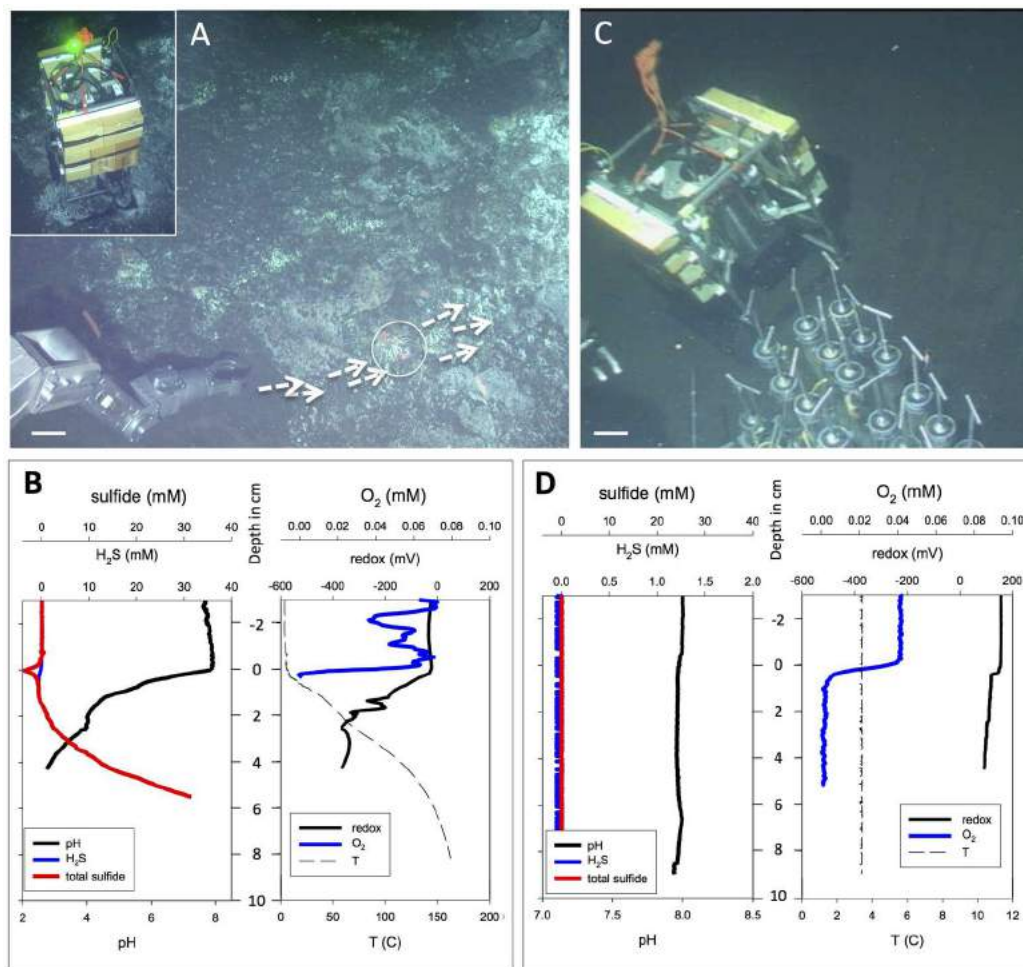 A
C
B
sulfide (mM)
0 10 20 30 40
H2S (mM)
0 10 20 30 40
Depth in cm
-2
0
2
4
6
8
10
pH
H2S
total sulfide
2 4 6 8
pH
O2 (mM)
0.00 0.02 0.04 0.06 0.08 0.10
redox (mV)
-600 -400 -200 0 200
redox
O2
T
0 50 100 150 200
T (C)
D
sulfide (mM)
0 10 20 30 40
H2S (mM)
0.0 0.5 1.0 1.5 2.0
Depth in cm
-2
0
2
4
6
8
10
pH
H2S
total sulfide
7.0 7.5 8.0 8.5
pH
O2 (mM)
0.00 0.02 0.04 0.06 0.08 0.10
redox (mV)
-600 -400 -200 0 200
redox
O2
T
0 2 4 6 8 10 12
T (C)